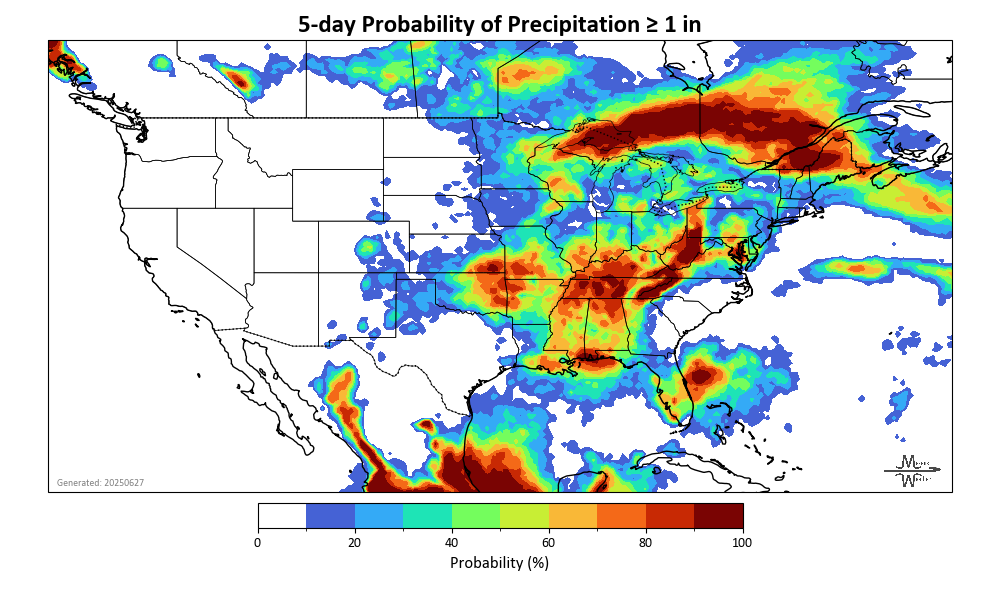 5-day Probability of Precipitation ≥ 1 in
Generated: 20250627
0 20 40 60 80 100
Probability (%)